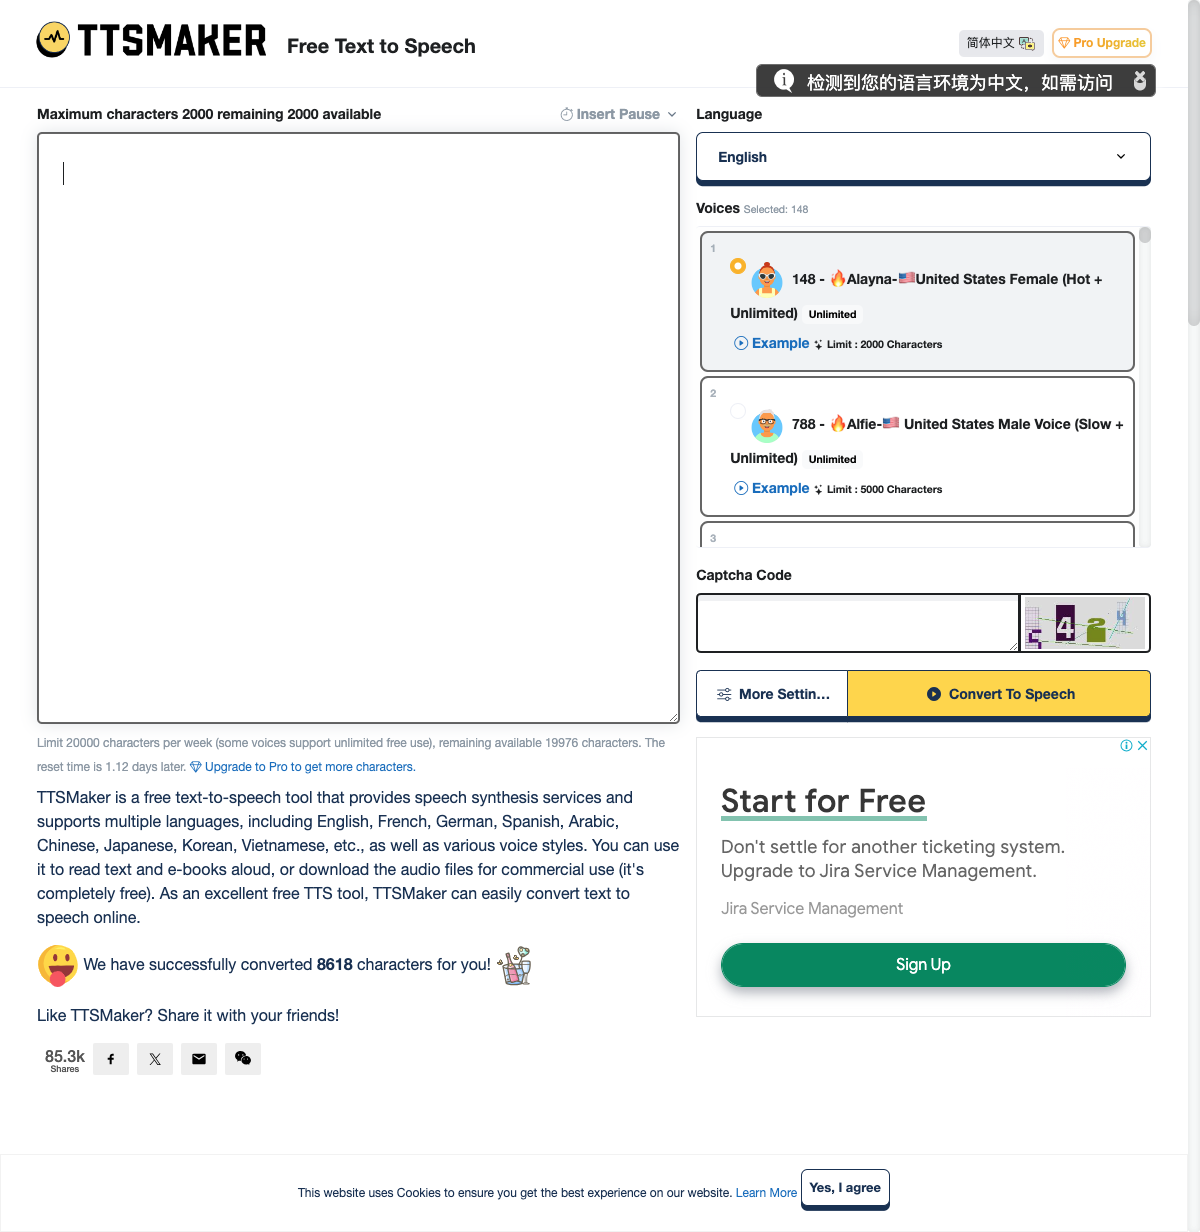 TTSMAKER
Free Text to Speech
简体中文
Pro Upgrade
检测到您的语言环境为中文，如需访问
Maximum characters 2000 remaining 2000 available
Insert Pause
Language
English
Voices Selected: 148
1
148 - 🔥Alayna-🇺🇸United States Female (Hot +
Unlimited) Unlimited
Example Limit : 2000 Characters
2
788 - 🔥Alfie-🇺🇸 United States Male Voice (Slow +
Unlimited) Unlimited
Example Limit : 5000 Characters
3
Captcha Code
More Settin...
Convert To Speech
Limit 20000 characters per week (some voices support unlimited free use), remaining available 19976 characters. The
reset time is 1.12 days later. Upgrade to Pro to get more characters.
TTSMaker is a free text-to-speech tool that provides speech synthesis services and
supports multiple languages, including English, French, German, Spanish, Arabic,
Chinese, Japanese, Korean, Vietnamese, etc., as well as various voice styles. You can use
it to read text and e-books aloud, or download the audio files for commercial use (it's
completely free). As an excellent free TTS tool, TTSMaker can easily convert text to
speech online.
We have successfully converted 8618 characters for you!
Like TTSMaker? Share it with your friends!
85.3k
Shares
Start for Free
Don't settle for another ticketing system.
Upgrade to Jira Service Management.
Jira Service Management
Sign Up
This website uses Cookies to ensure you get the best experience on our website. Learn More
Yes, I agree